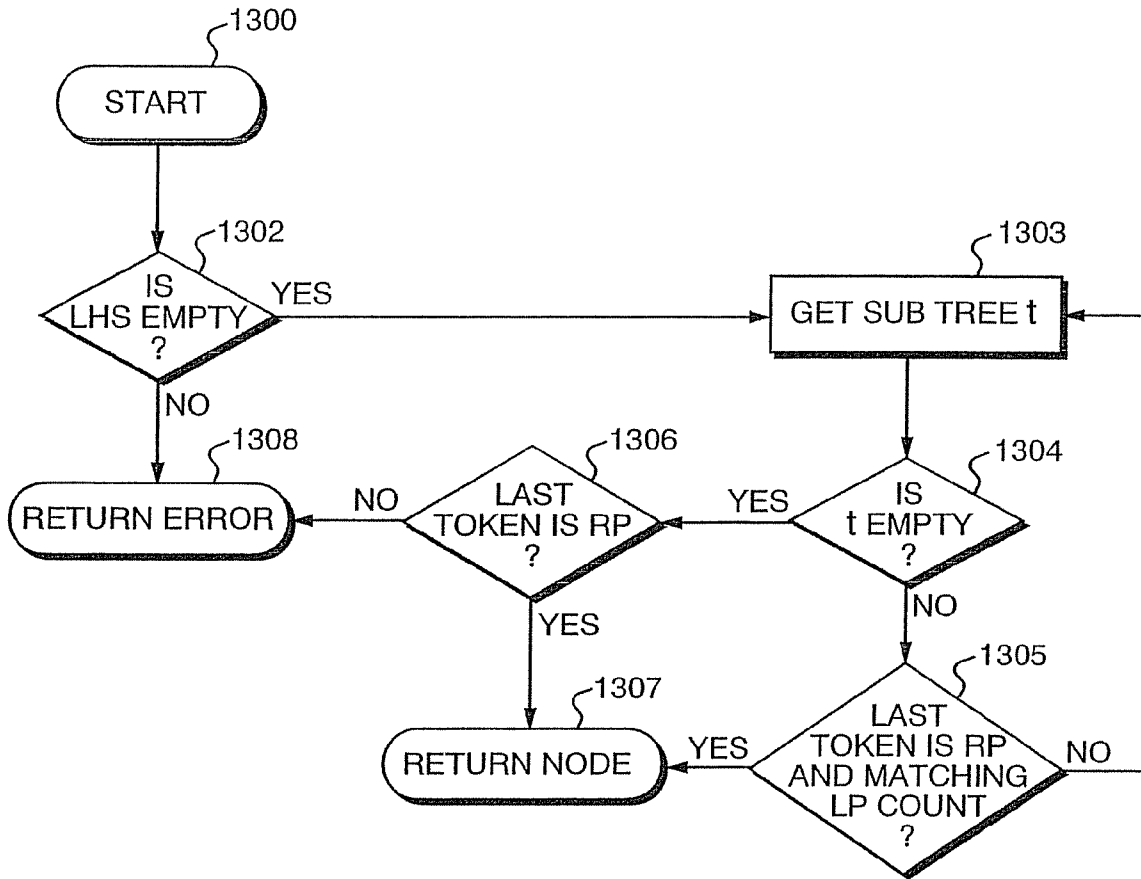 1300
START
1302
IS
LHS EMPTY
?
YES
NO
1303
GET SUB TREE t
1308
RETURN ERROR
NO
1306
LAST
TOKEN IS RP
?
YES
YES
1304
IS
t EMPTY
?
NO
1307
RETURN NODE
YES
1305
LAST
TOKEN IS RP
AND MATCHING
LP COUNT
?
NO